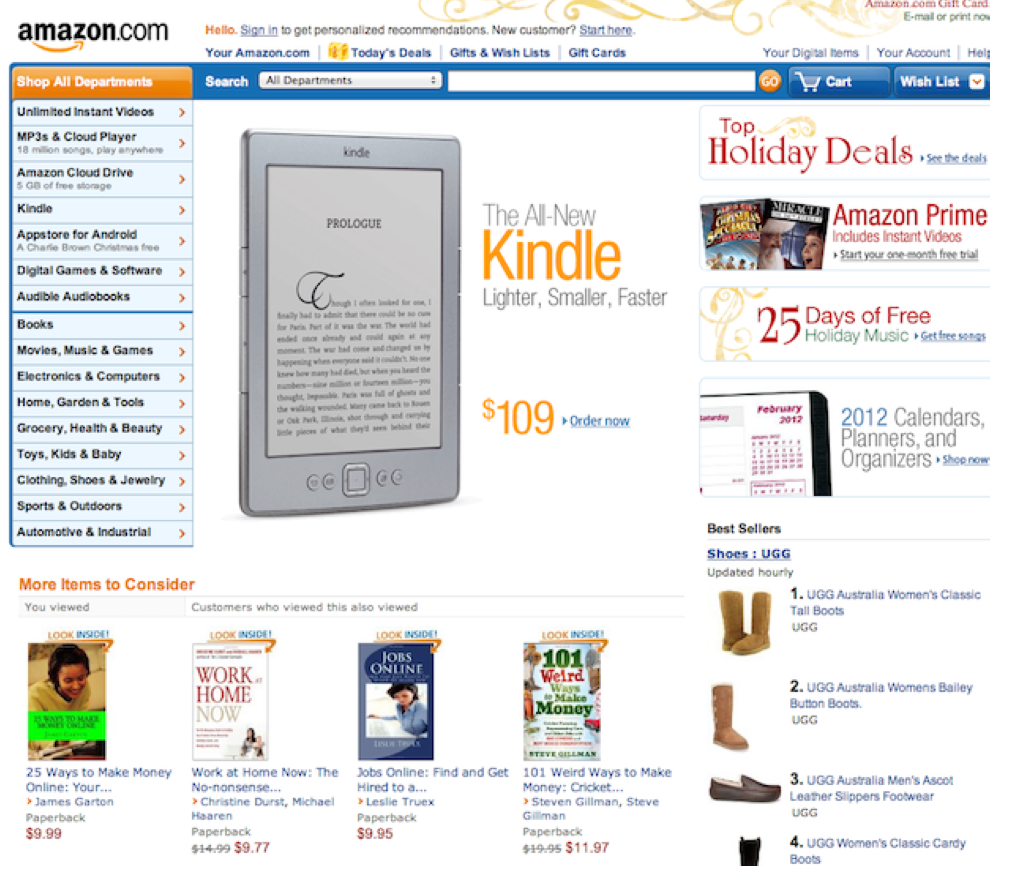 amazon.com
Hello. Sign in to get personalized recommendations. New customer? Start here.
Amazon.com Gift Card
E-mail or print now
Your Amazon.com
Today's Deals
Gifts & Wish Lists
Gift Cards
Your Digital Items
Your Account
Help
Shop All Departments
Search
All Departments
GO
Cart
Wish List
Unlimited Instant Videos
MP3s & Cloud Player
18 million songs, play anywhere
Amazon Cloud Drive
5 GB of free storage
Kindle
Appstore for Android
A Charlie Brown Christmas free
Digital Games & Software
Audible Audiobooks
Books
Movies, Music & Games
Electronics & Computers
Home, Garden & Tools
Grocery, Health & Beauty
Toys, Kids & Baby
Clothing, Shoes & Jewelry
Sports & Outdoors
Automotive & Industrial
kindle
PROLOGUE
Though I often looked for one, I
finally had to admit that there could be no cure
for Paris. Part of it was the war. The world had
ended once already and could again at any
moment. The war had come and changed us by
happening when everyone said it couldn't. No one
knew how many had died, but when you heard the
numbers—nine million or fourteen million—you
thought, Impossible. Paris was full of ghosts and
the walking wounded. Many came back to Rouen
or Oak Park, Illinois, shot through and carrying
little pieces of what they'll seen behind their
The All-New
Kindle
Lighter, Smaller, Faster
$109
Order now
Top
Holiday Deals
See the deals
MIRACLE
Amazon Prime
Includes Instant Videos
Start your one-month free trial
25 Days of Free
Holiday Music
Get free songs
Saturday
February
2012
2012 Calendars,
Planners, and
Organizers
Shop now
Best Sellers
Shoes : UGG
Updated hourly
1. UGG Australia Women's Classic
Tall Boots
UGG
2. UGG Australia Womens Bailey
Button Boots.
UGG
3. UGG Australia Men's Ascot
Leather Slippers Footwear
UGG
4. UGG Women's Classic Cardy
Boots
More Items to Consider
You viewed
Customers who viewed this also viewed
LOOK INSIDE!
25 WAYS TO MAKE
MONEY ONLINE
JAMES GARTON
25 Ways to Make Money
Online: Your...
James Garton
Paperback
$9.99
LOOK INSIDE!
WORK at
HOME
NOW
Work at Home Now: The
No-nonsense...
Christine Durst, Michael
Haaren
Paperback
$14.99 $9.77
LOOK INSIDE!
JOBS
ONLINE
LESLIE TRUEX
Jobs Online: Find and Get
Hired to a...
Leslie Truex
Paperback
$9.95
LOOK INSIDE!
101
Weird
Ways
to Make
Money
STEVE GILLMAN
101 Weird Ways to Make
Money: Cricket...
Steven Gillman, Steve
Gillman
Paperback
$19.95 $11.97